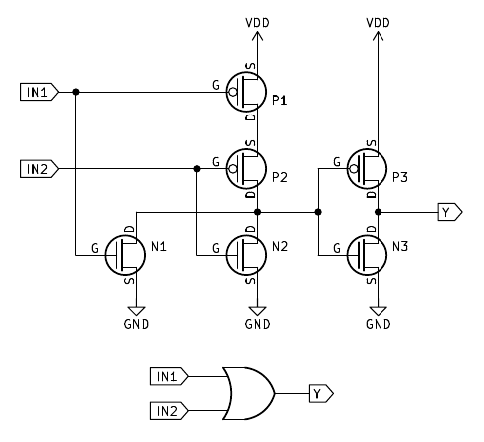 VDD VDD
S
IN1 G P1
D
S S
IN2 G P2 G P3
D D
Y
D N1 D N2 D N3
G G G
S S S
GND GND GND
IN1
Y
IN2